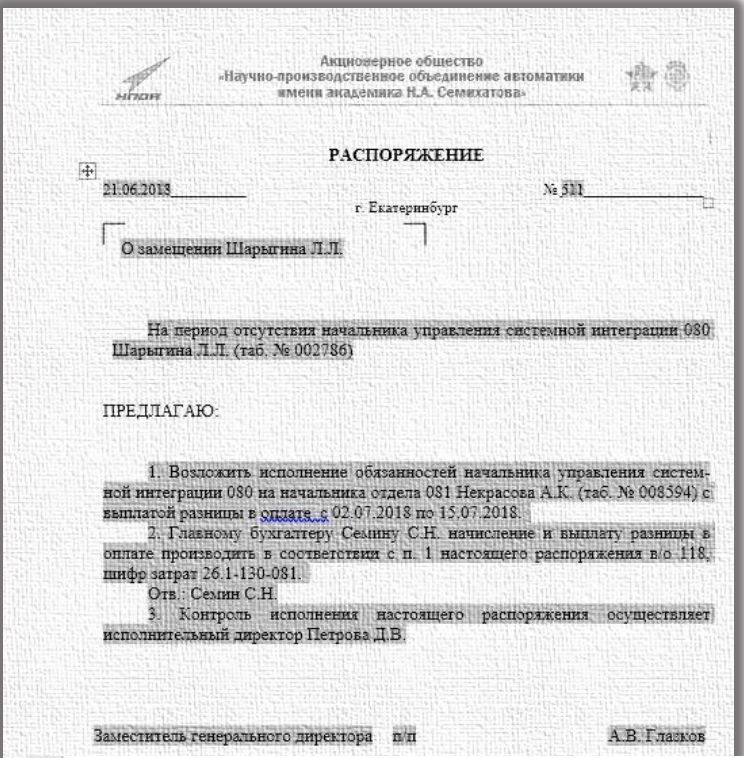 Акционерное общество
«Научно-производственное объединение автоматики
имени академика Н.А. Семихатова»
НПОА
РАСПОРЯЖЕНИЕ
21.06.2018__________ № 511________________
г. Екатеринбург
О замещении Шарыгина Л.Л.
На период отсутствия начальника управления системной интеграции 080
Шарыгина Л.Л. (таб. № 002786)
ПРЕДЛАГАЮ:
1. Возложить исполнение обязанностей начальника управления систем-
ной интеграции 080 на начальника отдела 081 Некрасова А.К. (таб. № 008594) с
выплатой разницы в оплате с 02.07.2018 по 15.07.2018.
2. Главному бухгалтеру Семину С.Н. начисление и выплату разницы в
оплате производить в соответствии с п. 1 настоящего распоряжения в/о 118,
шифр затрат 26.1-130-081.
Отв.: Семин С.Н.
3. Контроль исполнения настоящего распоряжения осуществляет
исполнительный директор Петрова Д.В.
Заместитель генерального директора п/п А.В. Глазков